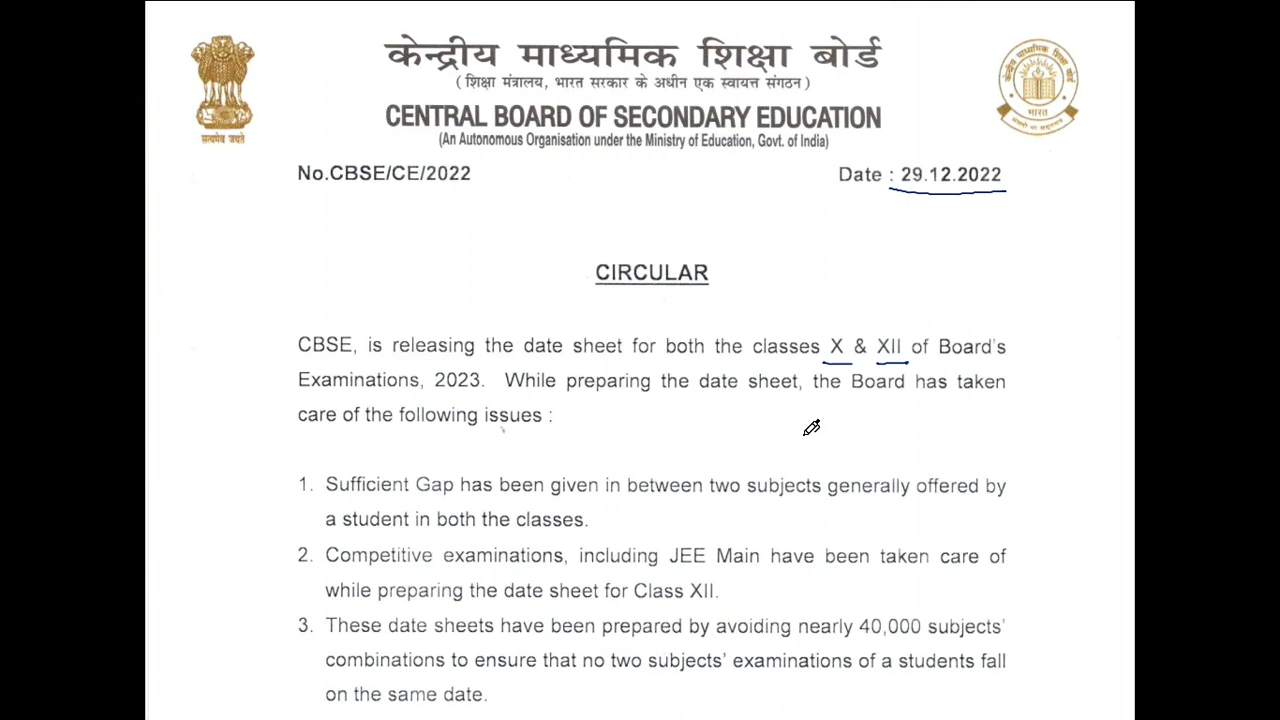 केन्द्रीय माध्यमिक शिक्षा बोर्ड
(शिक्षा मंत्रालय, भारत सरकार के अधीन एक स्वायत्त संगठन)
CENTRAL BOARD OF SECONDARY EDUCATION
(An Autonomous Organisation under the Ministry of Education, Govt. of India)
सत्यमेव जयते
भारत
No.CBSE/CE/2022 Date : 29.12.2022
CIRCULAR
CBSE, is releasing the date sheet for both the classes X & XII of Board's
Examinations, 2023. While preparing the date sheet, the Board has taken
care of the following issues :
1. Sufficient Gap has been given in between two subjects generally offered by
a student in both the classes.
2. Competitive examinations, including JEE Main have been taken care of
while preparing the date sheet for Class XII.
3. These date sheets have been prepared by avoiding nearly 40,000 subjects'
combinations to ensure that no two subjects' examinations of a students fall
on the same date.